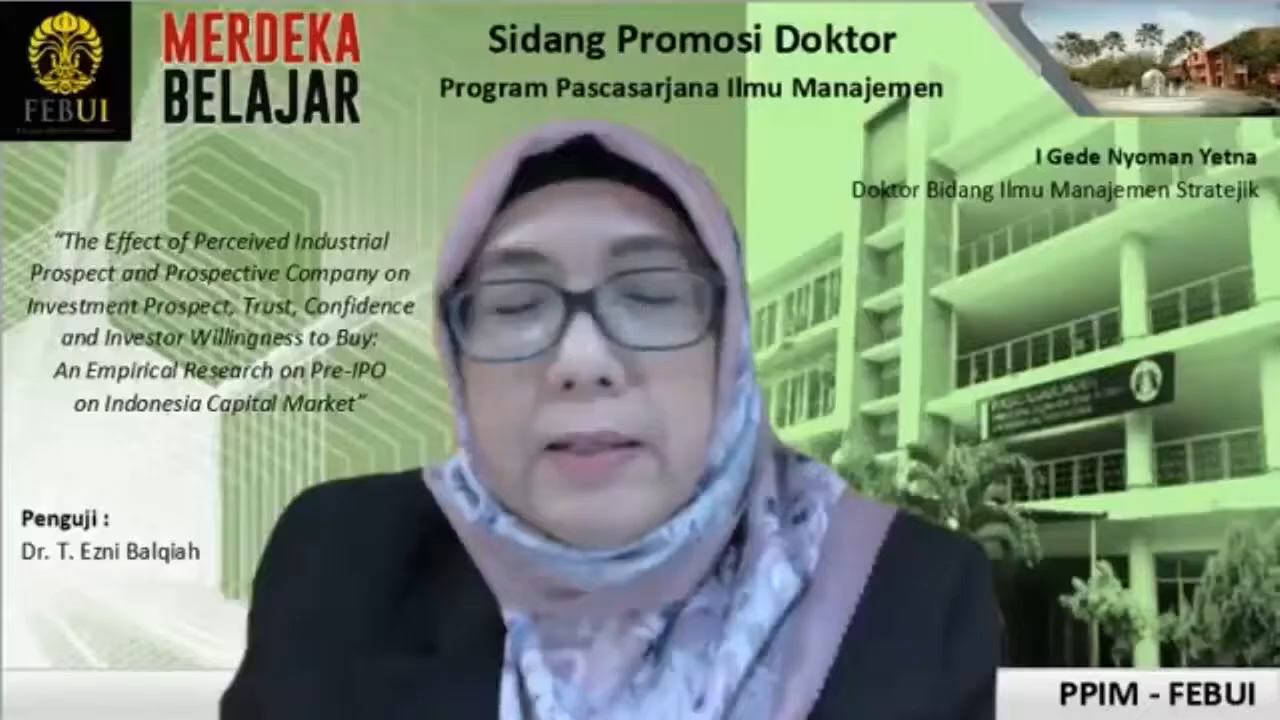 FEBUI
MERDEKA
BELAJAR
Sidang Promosi Doktor
Program Pascasarjana Ilmu Manajemen
I Gede Nyoman Yetna
Doktor Bidang Ilmu Manajemen Stratejik
“The Effect of Perceived Industrial
Prospect and Prospective Company on
Investment Prospect, Trust, Confidence
and Investor Willingness to Buy:
An Empirical Research on Pre-IPO
on Indonesia Capital Market”
Penguji :
Dr. T. Ezni Balqiah
PPIM - FEBUI